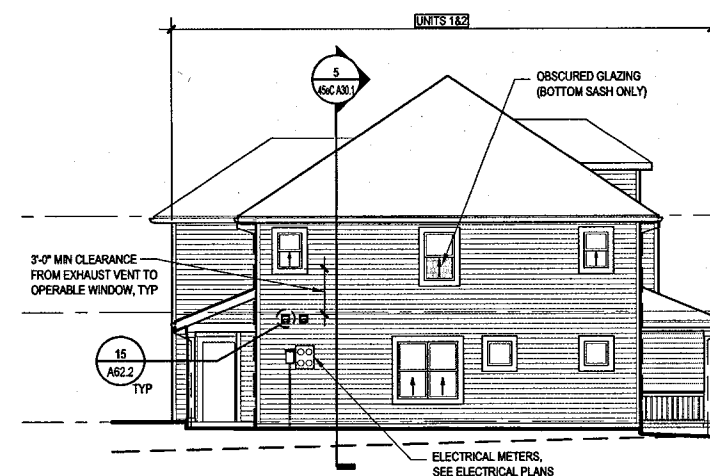 UNITS 1&2
5
45oC A30.1
OBSCURED GLAZING
(BOTTOM SASH ONLY)
3'-0" MIN CLEARANCE
FROM EXHAUST VENT TO
OPERABLE WINDOW, TYP
15
A62.2
TYP
ELECTRICAL METERS,
SEE ELECTRICAL PLANS